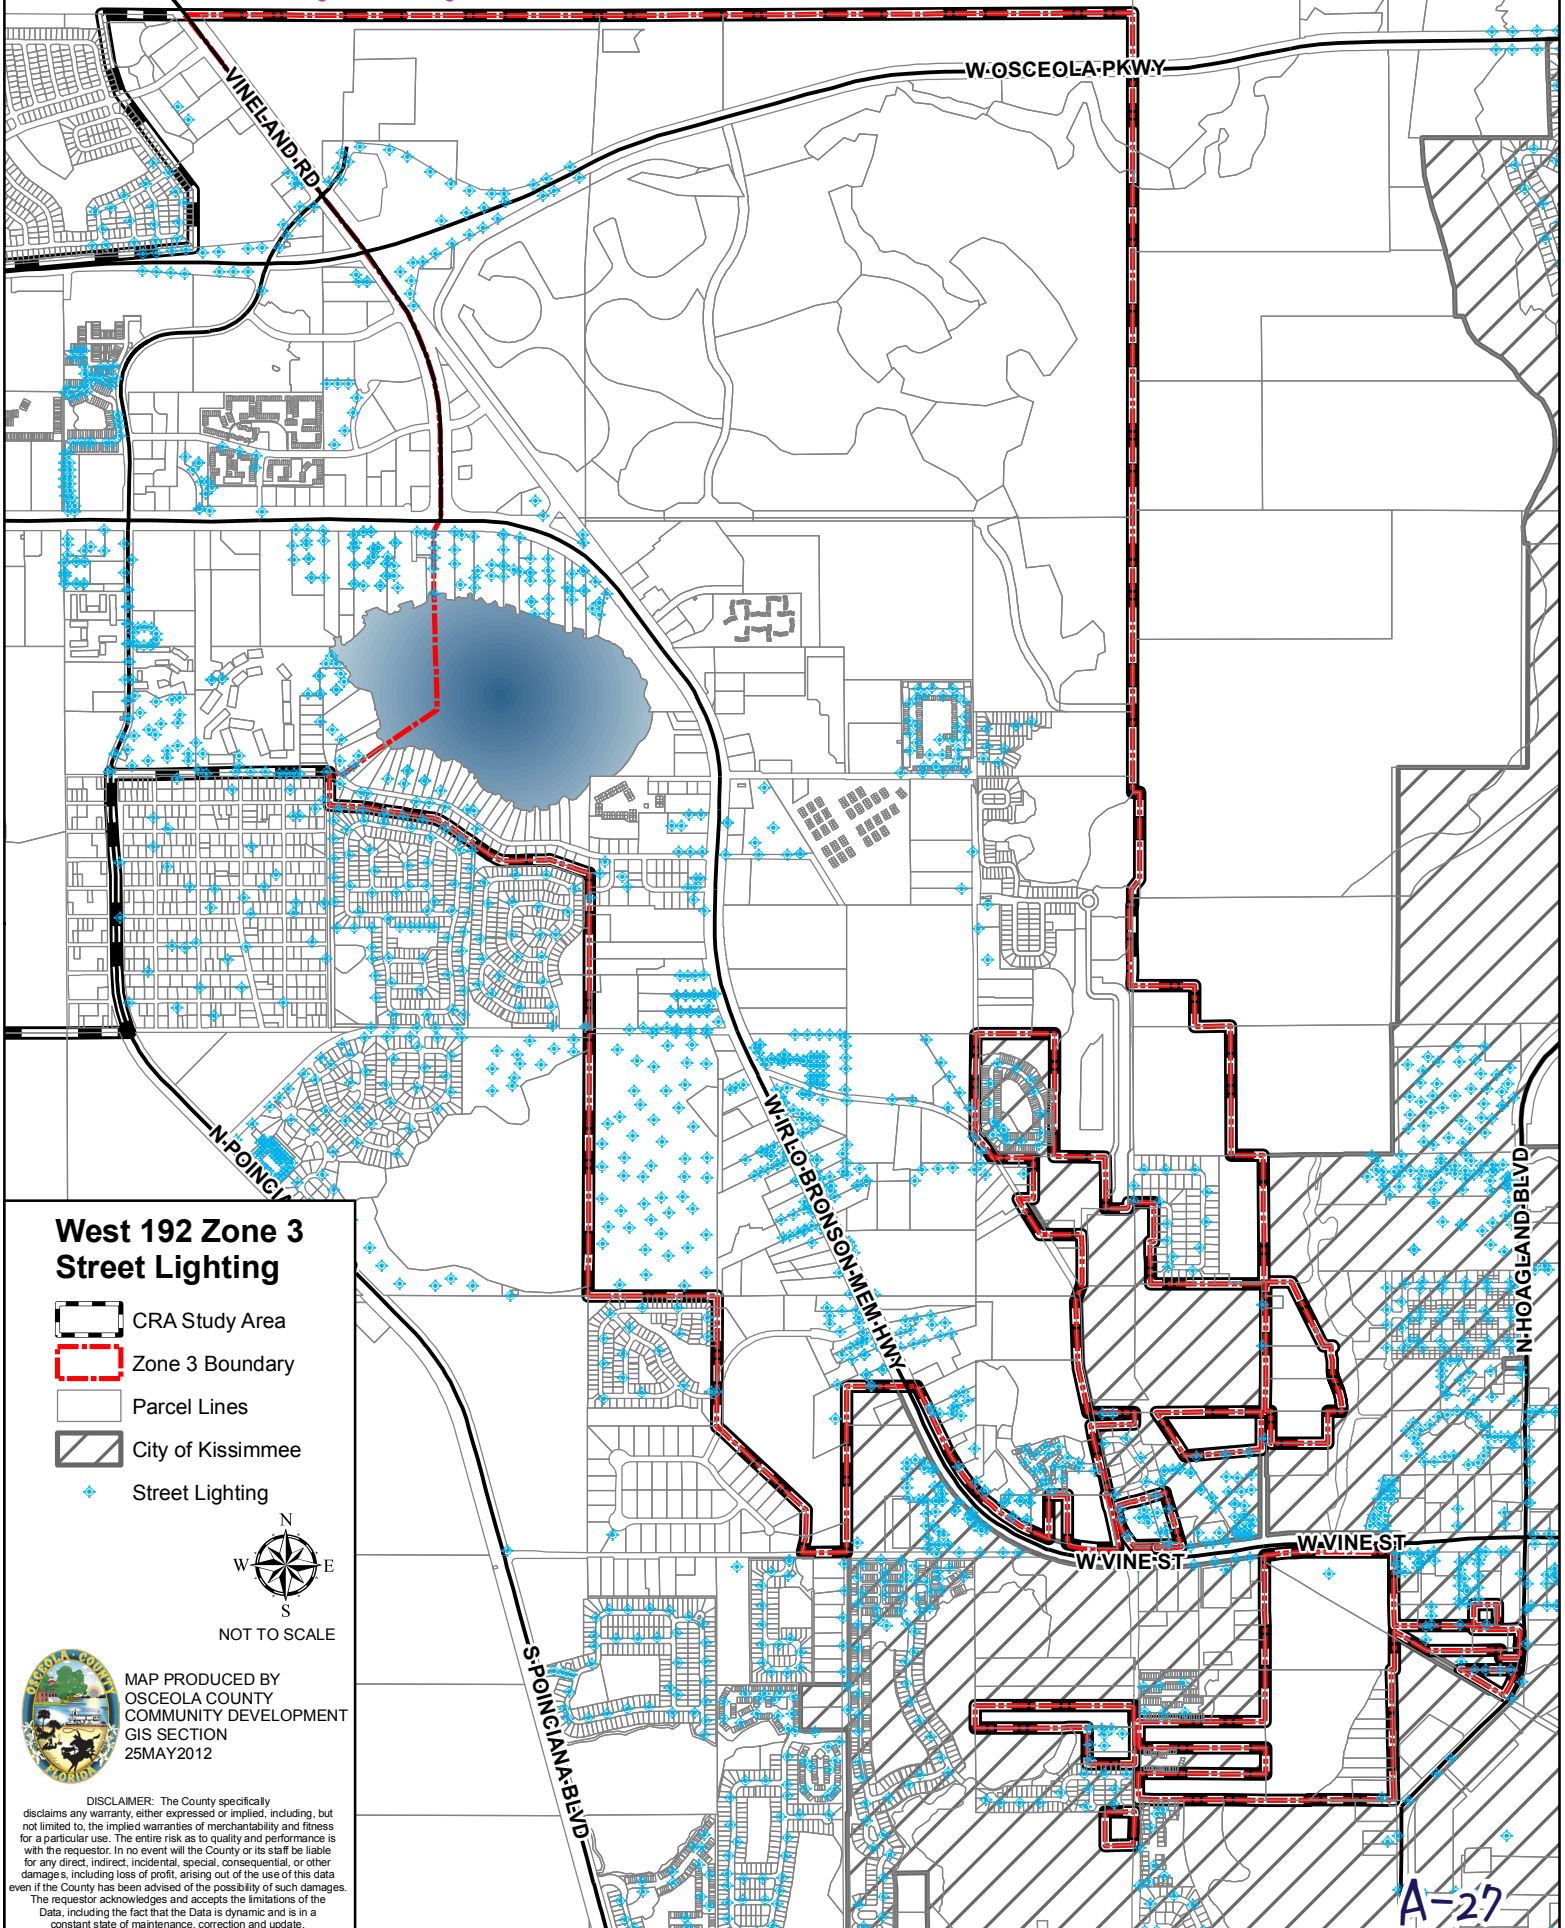 W OSCEOLA PKWY
VINELAND RD
N POINCIA
W IRLO BRONSON MEM HWY
N HOAGLAND BLVD
W VINE ST
W VINE ST
S POINCIANA BLVD
West 192 Zone 3
Street Lighting
CRA Study Area
Zone 3 Boundary
Parcel Lines
City of Kissimmee
Street Lighting
N
W E
S
NOT TO SCALE
OSCEOLA COUNTY
FLORIDA
MAP PRODUCED BY
OSCEOLA COUNTY
COMMUNITY DEVELOPMENT
GIS SECTION
25MAY2012
DISCLAIMER: The County specifically
disclaims any warranty, either expressed or implied, including, but
not limited to, the implied warranties of merchantability and fitness
for a particular use. The entire risk as to quality and performance is
with the requestor. In no event will the County or its staff be liable
for any direct, indirect, incidental, special, consequential, or other
damages, including loss of profit, arising out of the use of this data
even if the County has been advised of the possibility of such damages.
The requestor acknowledges and accepts the limitations of the
Data, including the fact that the Data is dynamic and is in a
constant state of maintenance, correction and update.
A-27